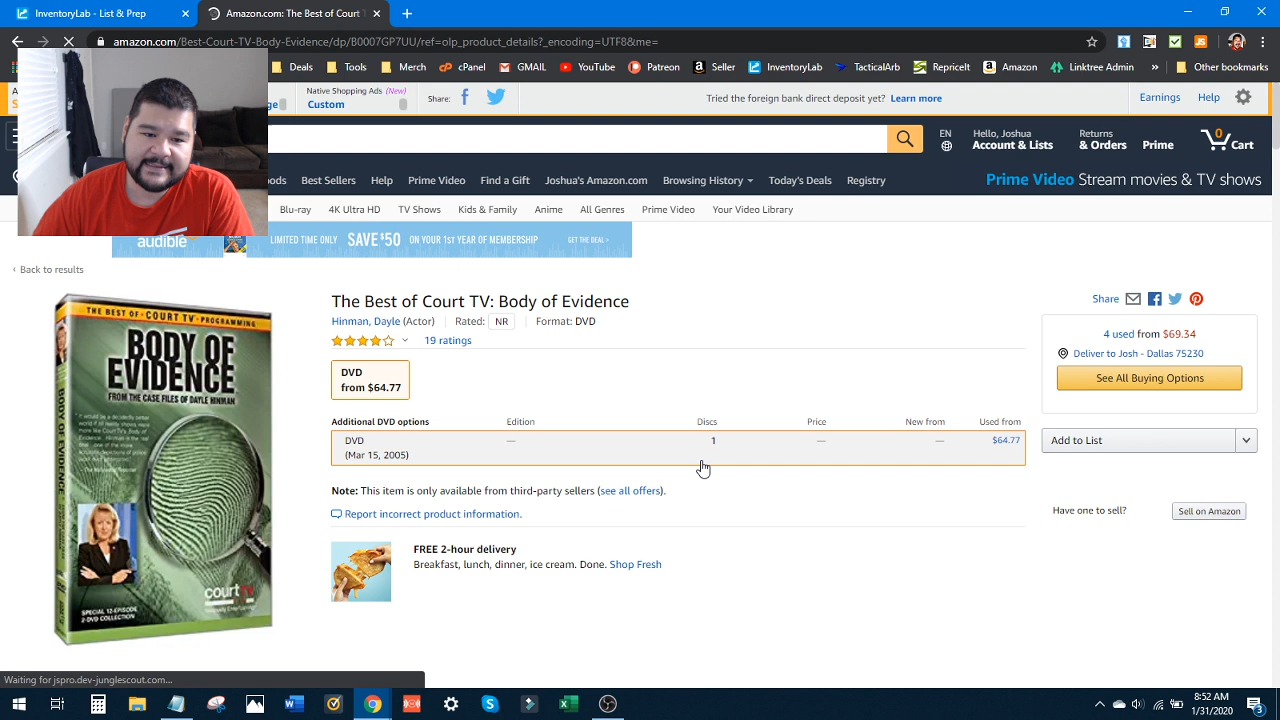 InventoryLab -
Amazon.com: Best of Court
amazon.com/Best-Court-TV-Body-Evidence/dp/B0007GP7UU/ref=olp_product_details?_encoding=UTF8&me=
Deals
Tools
Merch
cPanel
GMAIL
YouTube
Patreon
Seller
InventoryLab
TacticalArb
RepriceIt
Amazon
Linktree Admin
»
Other bookmarks
Native Shopping Ads (New)
Custom
Share:
Tried the foreign bank direct deposit yet? Learn more
Earnings
Help
EN
Hello, Joshua
Account & Lists
Returns
& Orders
Prime
0
Cart
Best Sellers
Help
Prime Video
Find a Gift
Joshua's Amazon.com
Browsing History
Today's Deals
Registry
Prime Video Stream movies & TV shows
Blu-ray
4K Ultra HD
TV Shows
Kids & Family
Anime
All Genres
Prime Video
Your Video Library
audible
LIMITED TIME ONLY SAVE $50 ON YOUR 1ST YEAR OF MEMBERSHIP GET THE DEAL >
‹ Back to results
THE BEST OF COURT TV PROGRAMMING
BODY OF
EVIDENCE
FROM THE CASE FILES OF DAYLE HINMAN
BODY OF EVIDENCE
court TV
SPECIAL 12-EPISODE
2-DVD COLLECTION
The Best of Court TV: Body of Evidence
Hinman, Dayle (Actor) Rated: NR Format: DVD
19 ratings
DVD
from $64.77
Additional DVD options Edition Discs Price New from Used from
DVD — 1 — — $64.77
(Mar 15, 2005)
Note: This item is only available from third-party sellers (see all offers).
Report incorrect product information.
FREE 2-hour delivery
Breakfast, lunch, dinner, ice cream. Done. Shop Fresh
Share
4 used from $69.34
Deliver to Josh - Dallas 75230
See All Buying Options
Add to List
Have one to sell?
Sell on Amazon
Waiting for jspro.dev-junglescout.com...
8:52 AM
1/31/2020
3